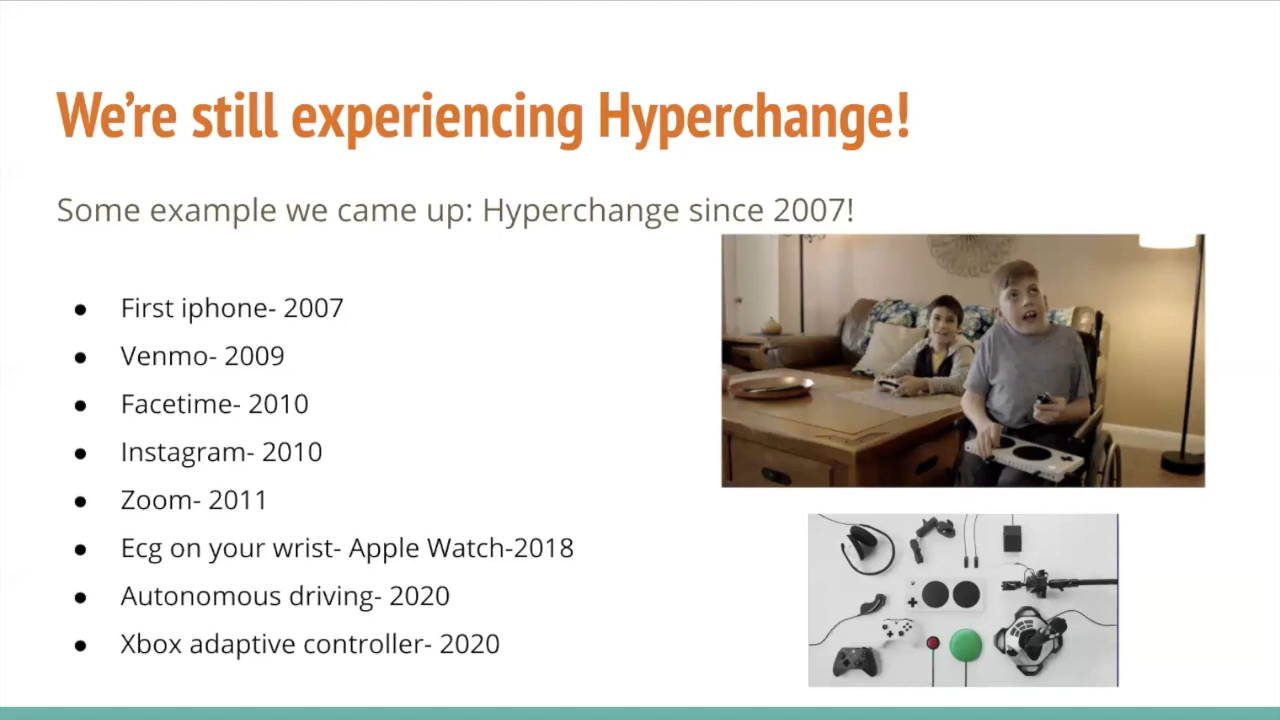 We're still experiencing Hyperchange!
Some example we came up: Hyperchange since 2007!
● First iphone- 2007
● Venmo- 2009
● Facetime- 2010
● Instagram- 2010
● Zoom- 2011
● Ecg on your wrist- Apple Watch-2018
● Autonomous driving- 2020
● Xbox adaptive controller- 2020